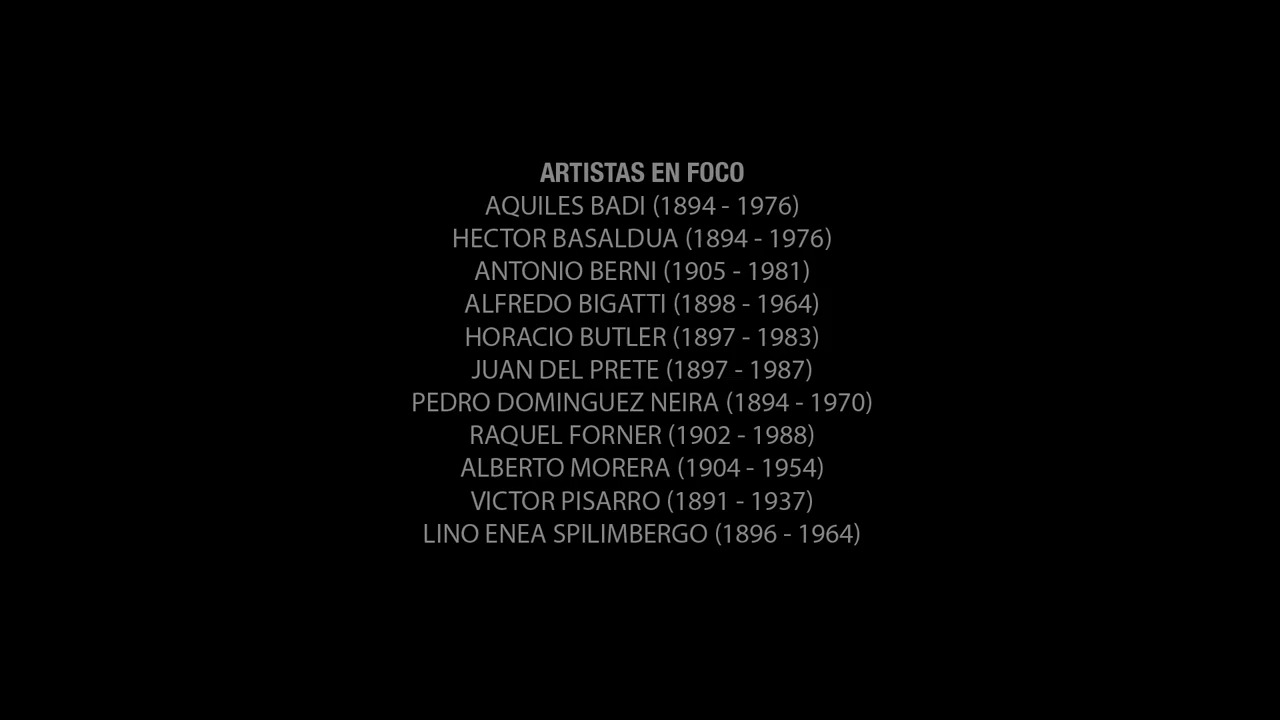 ARTISTAS EN FOCO
AQUILES BADI (1894 - 1976)
HECTOR BASALDUA (1894 - 1976)
ANTONIO BERNI (1905 - 1981)
ALFREDO BIGATTI (1898 - 1964)
HORACIO BUTLER (1897 - 1983)
JUAN DEL PRETE (1897 - 1987)
PEDRO DOMINGUEZ NEIRA (1894 - 1970)
RAQUEL FORNER (1902 - 1988)
ALBERTO MORERA (1904 - 1954)
VICTOR PISARRO (1891 - 1937)
LINO ENEA SPILIMBERGO (1896 - 1964)